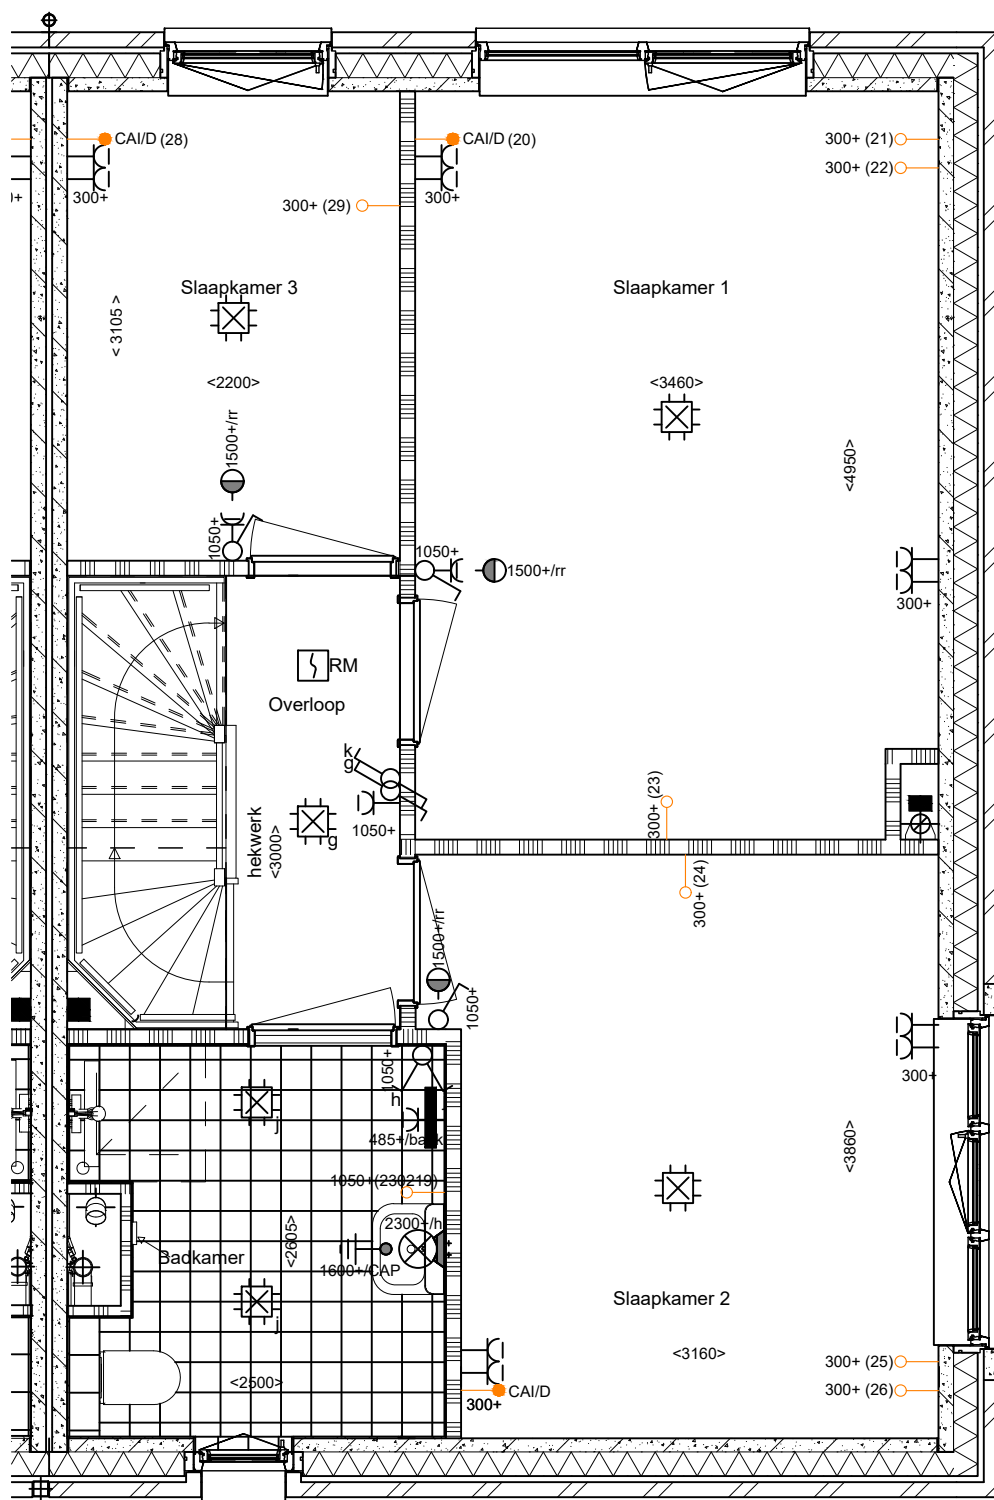 CAI/D (28)
CAI/D (20)
300+ (21)
300+ (22)
300+
300+
300+ (29)
Slaapkamer 3
Slaapkamer 1
<3105>
<2200>
<3460>
1500+/rr
<4950>
1050+
1050+
1500+/rr
300+
RM
Overloop
k
g
1050+
g
hekwerk
<3000>
300+ (23)
300+ (24)
1500+/rr
1050+
300+
1050+
h
j
485+/badk
<3860>
1050+(230219)
2300+/h
<2605>
Badkamer
1600+/CAP
Slaapkamer 2
j
<3160>
300+ (25)
<2500>
CAI/D
300+ (26)
300+